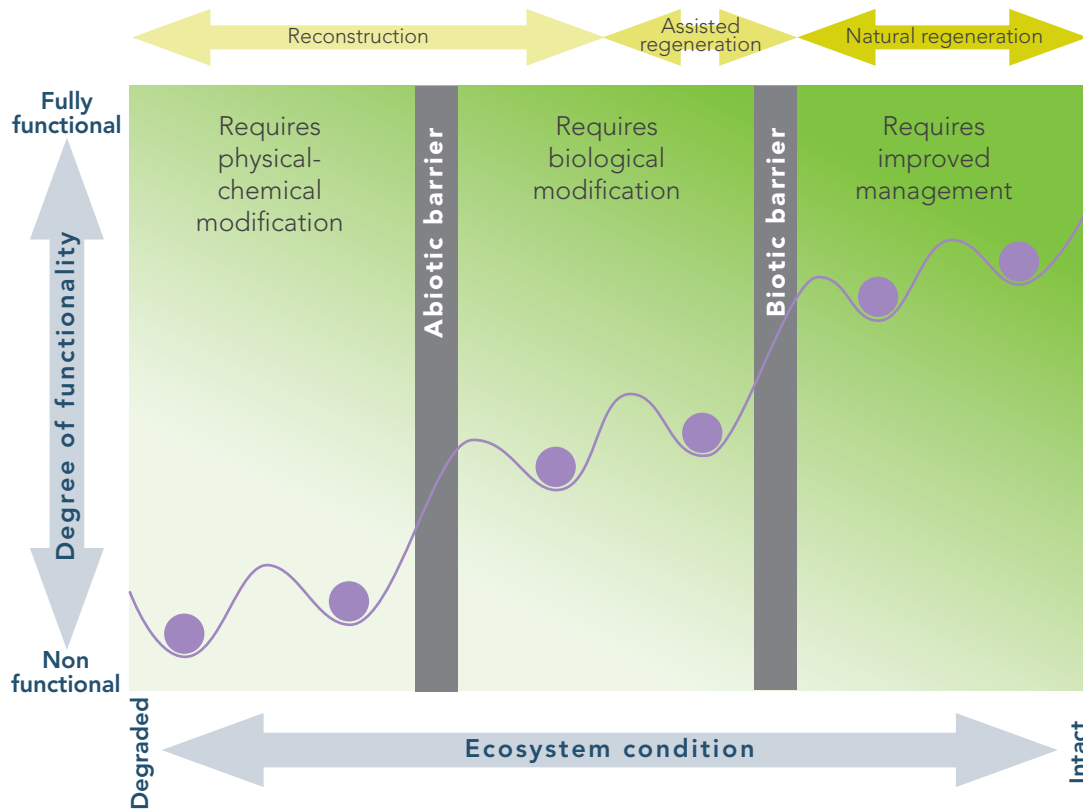 Reconstruction
Assisted
regeneration
Natural regeneration
Fully
functional
Requires
physical-
chemical
modification
Abiotic barrier
Requires
biological
modification
Biotic barrier
Requires
improved
management
Degree of functionality
Non
functional
Degraded
Ecosystem condition
Intact